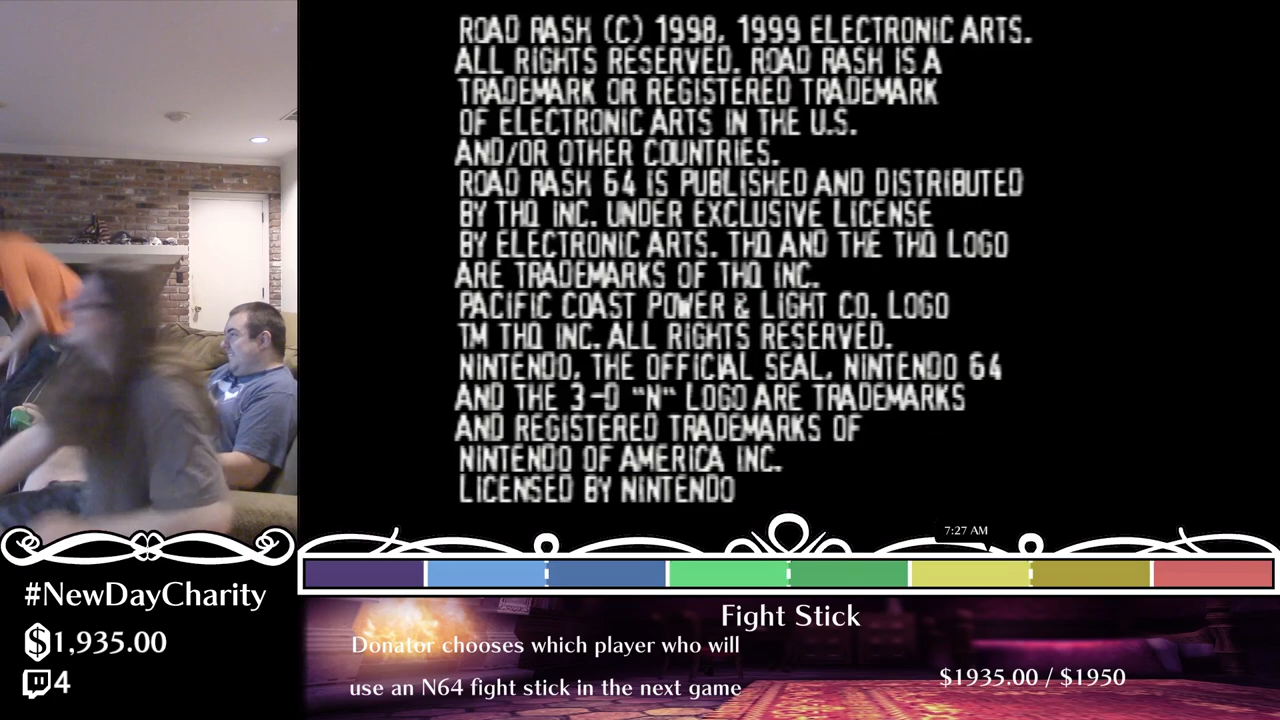 ROAD RASH (C) 1998, 1999 ELECTRONIC ARTS.
ALL RIGHTS RESERVED. ROAD RASH IS A
TRADEMARK OR REGISTERED TRADEMARK
OF ELECTRONIC ARTS IN THE U.S.
AND/OR OTHER COUNTRIES.
ROAD RASH 64 IS PUBLISHED AND DISTRIBUTED
BY THQ INC. UNDER EXCLUSIVE LICENSE
BY ELECTRONIC ARTS. THQ AND THE THQ LOGO
ARE TRADEMARKS OF THQ INC.
PACIFIC COAST POWER & LIGHT CO. LOGO
TM THQ INC. ALL RIGHTS RESERVED.
NINTENDO, THE OFFICIAL SEAL, NINTENDO 64
AND THE 3-D "N" LOGO ARE TRADEMARKS
AND REGISTERED TRADEMARKS OF
NINTENDO OF AMERICA INC.
LICENSED BY NINTENDO
7:27 AM
#NewDayCharity
$1,935.00
4
Fight Stick
Donator chooses which player who will
use an N64 fight stick in the next game
$1935.00 / $1950